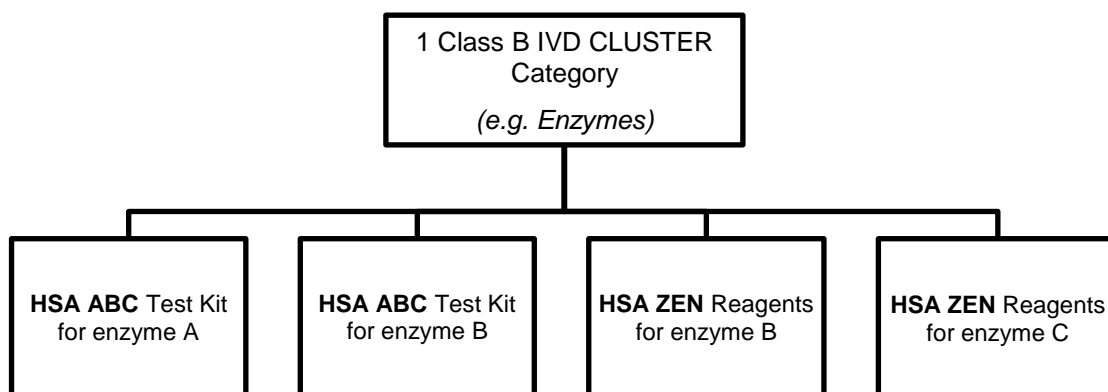 1 Class B IVD CLUSTER
Category
(e.g. Enzymes)
HSA ABC Test Kit
for enzyme A
HSA ABC Test Kit
for enzyme B
HSA ZEN Reagents
for enzyme B
HSA ZEN Reagents
for enzyme C